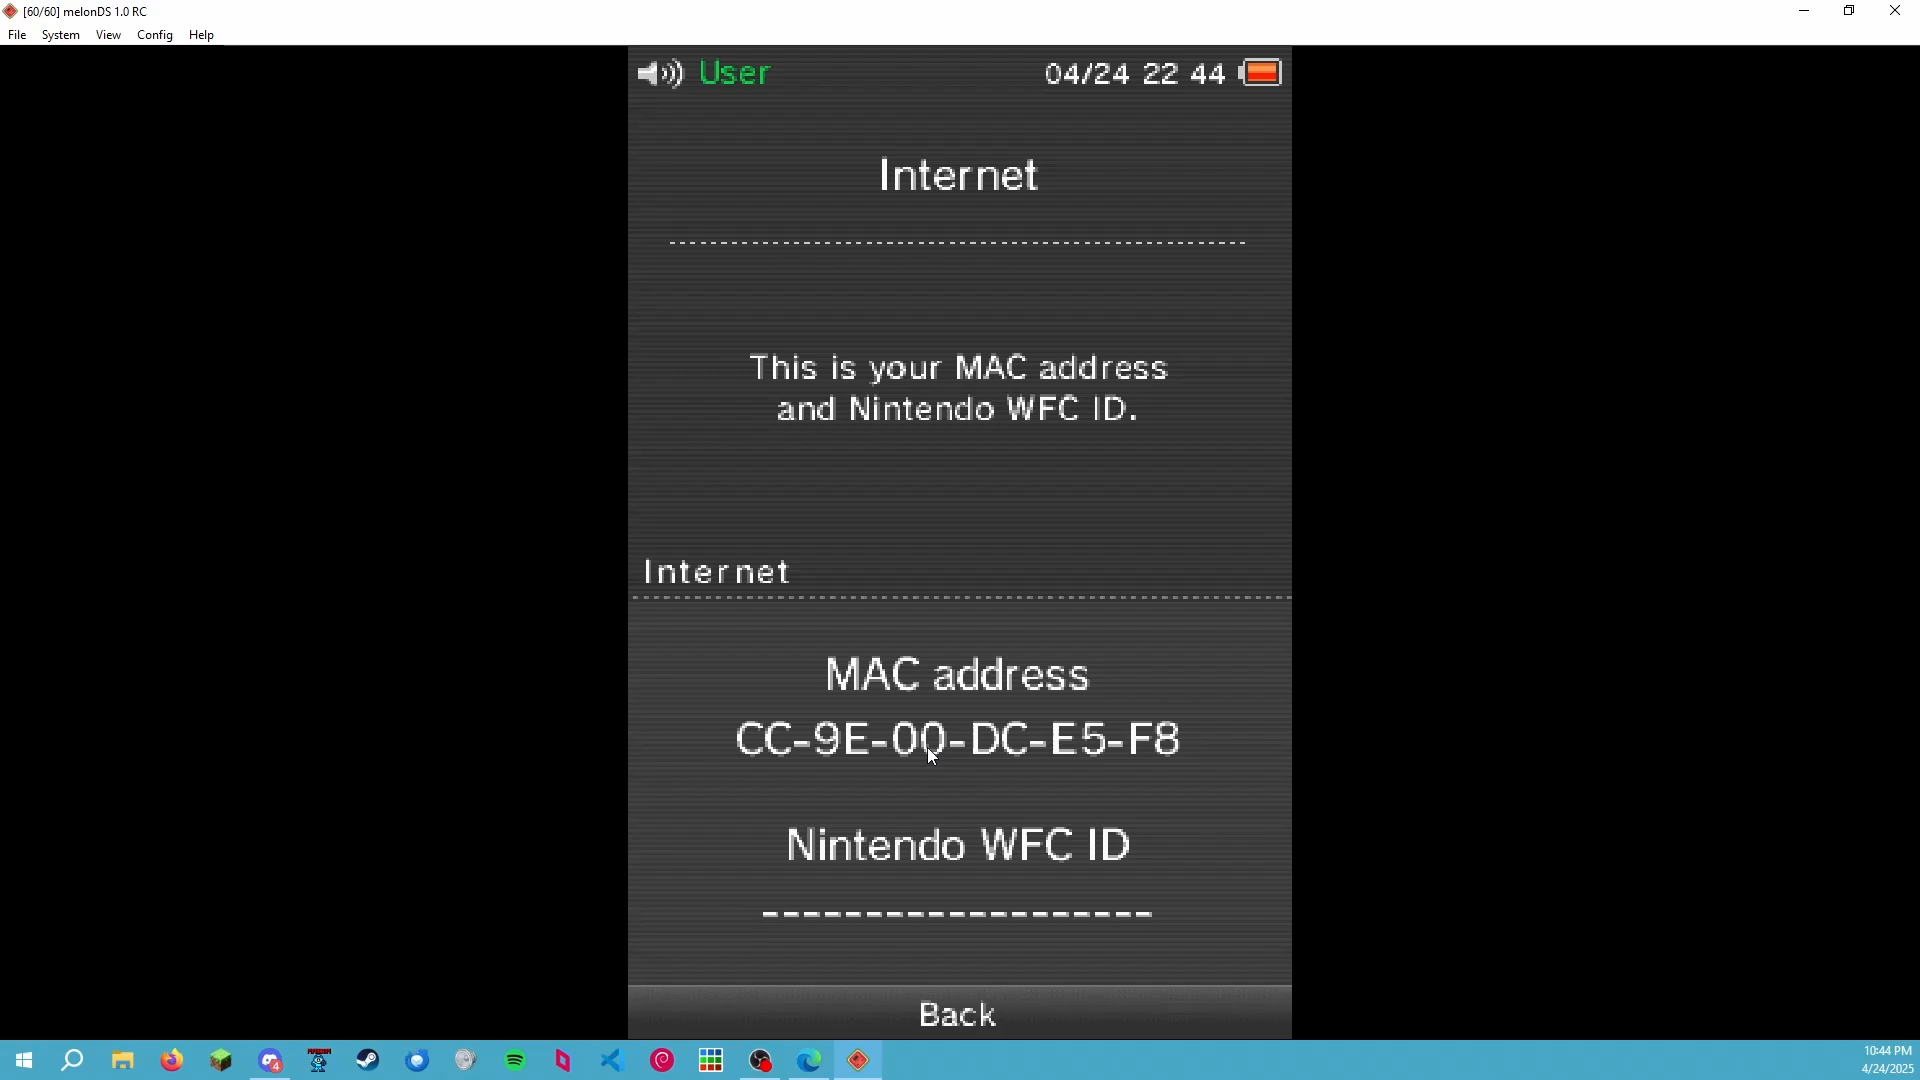 [60/60] melonDS 1.0 RC
File System View Config Help
User 04/24 22 44
Internet
This is your MAC address
and Nintendo WFC ID.
Internet
MAC address
CC-9E-00-DC-E5-F8
Nintendo WFC ID
-------------------
Back
4
10:44 PM
4/24/2025